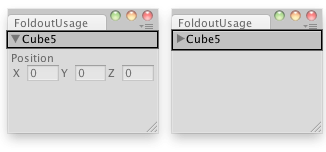 FoldoutUsage
Cube5
Position
X 0 Y 0 Z 0
FoldoutUsage
Cube5